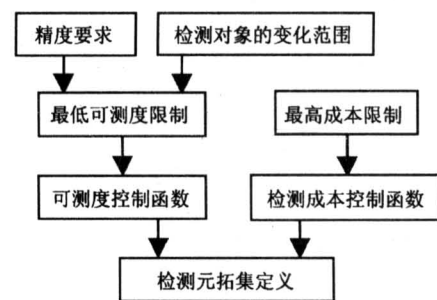 精度要求
检测对象的变化范围
最低可测度限制
最高成本限制
可测度控制函数
检测成本控制函数
检测元拓集定义